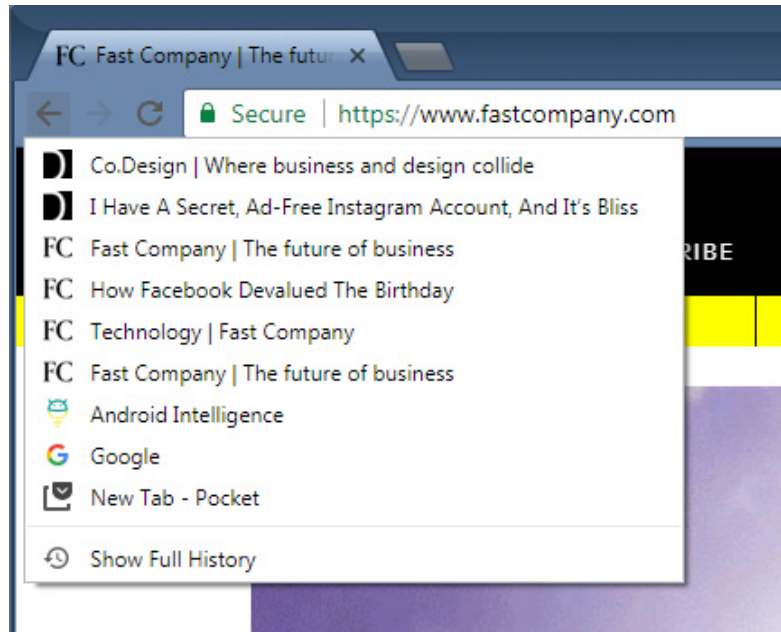 FC Fast Company | The futu
Secure | https://www.fastcompany.com
Co.Design | Where business and design collide
I Have A Secret, Ad-Free Instagram Account, And It's Bliss
FC Fast Company | The future of business
RIBE
FC How Facebook Devalued The Birthday
FC Technology | Fast Company
FC Fast Company | The future of business
Android Intelligence
G Google
New Tab - Pocket
Show Full History